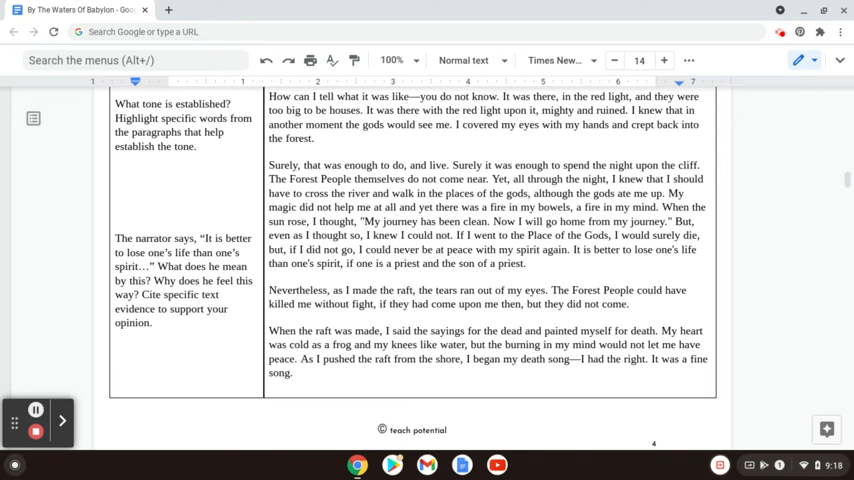 By The Waters Of Babylon - Goo
Search Google or type a URL
Search the menus (Alt+/)
100%
Normal text
Times New...
14
1
1
2
3
4
5
6
7
What tone is established?
Highlight specific words from
the paragraphs that help
establish the tone.
The narrator says, “It is better
to lose one’s life than one’s
spirit…” What does he mean
by this? Why does he feel this
way? Cite specific text
evidence to support your
opinion.
How can I tell what it was like—you do not know. It was there, in the red light, and they were
too big to be houses. It was there with the red light upon it, mighty and ruined. I knew that in
another moment the gods would see me. I covered my eyes with my hands and crept back into
the forest.
Surely, that was enough to do, and live. Surely it was enough to spend the night upon the cliff.
The Forest People themselves do not come near. Yet, all through the night, I knew that I should
have to cross the river and walk in the places of the gods, although the gods ate me up. My
magic did not help me at all and yet there was a fire in my bowels, a fire in my mind. When the
sun rose, I thought, "My journey has been clean. Now I will go home from my journey." But,
even as I thought so, I knew I could not. If I went to the Place of the Gods, I would surely die,
but, if I did not go, I could never be at peace with my spirit again. It is better to lose one's life
than one's spirit, if one is a priest and the son of a priest.
Nevertheless, as I made the raft, the tears ran out of my eyes. The Forest People could have
killed me without fight, if they had come upon me then, but they did not come.
When the raft was made, I said the sayings for the dead and painted myself for death. My heart
was cold as a frog and my knees like water, but the burning in my mind would not let me have
peace. As I pushed the raft from the shore, I began my death song—I had the right. It was a fine
song.
© teach potential
4
1
9:18